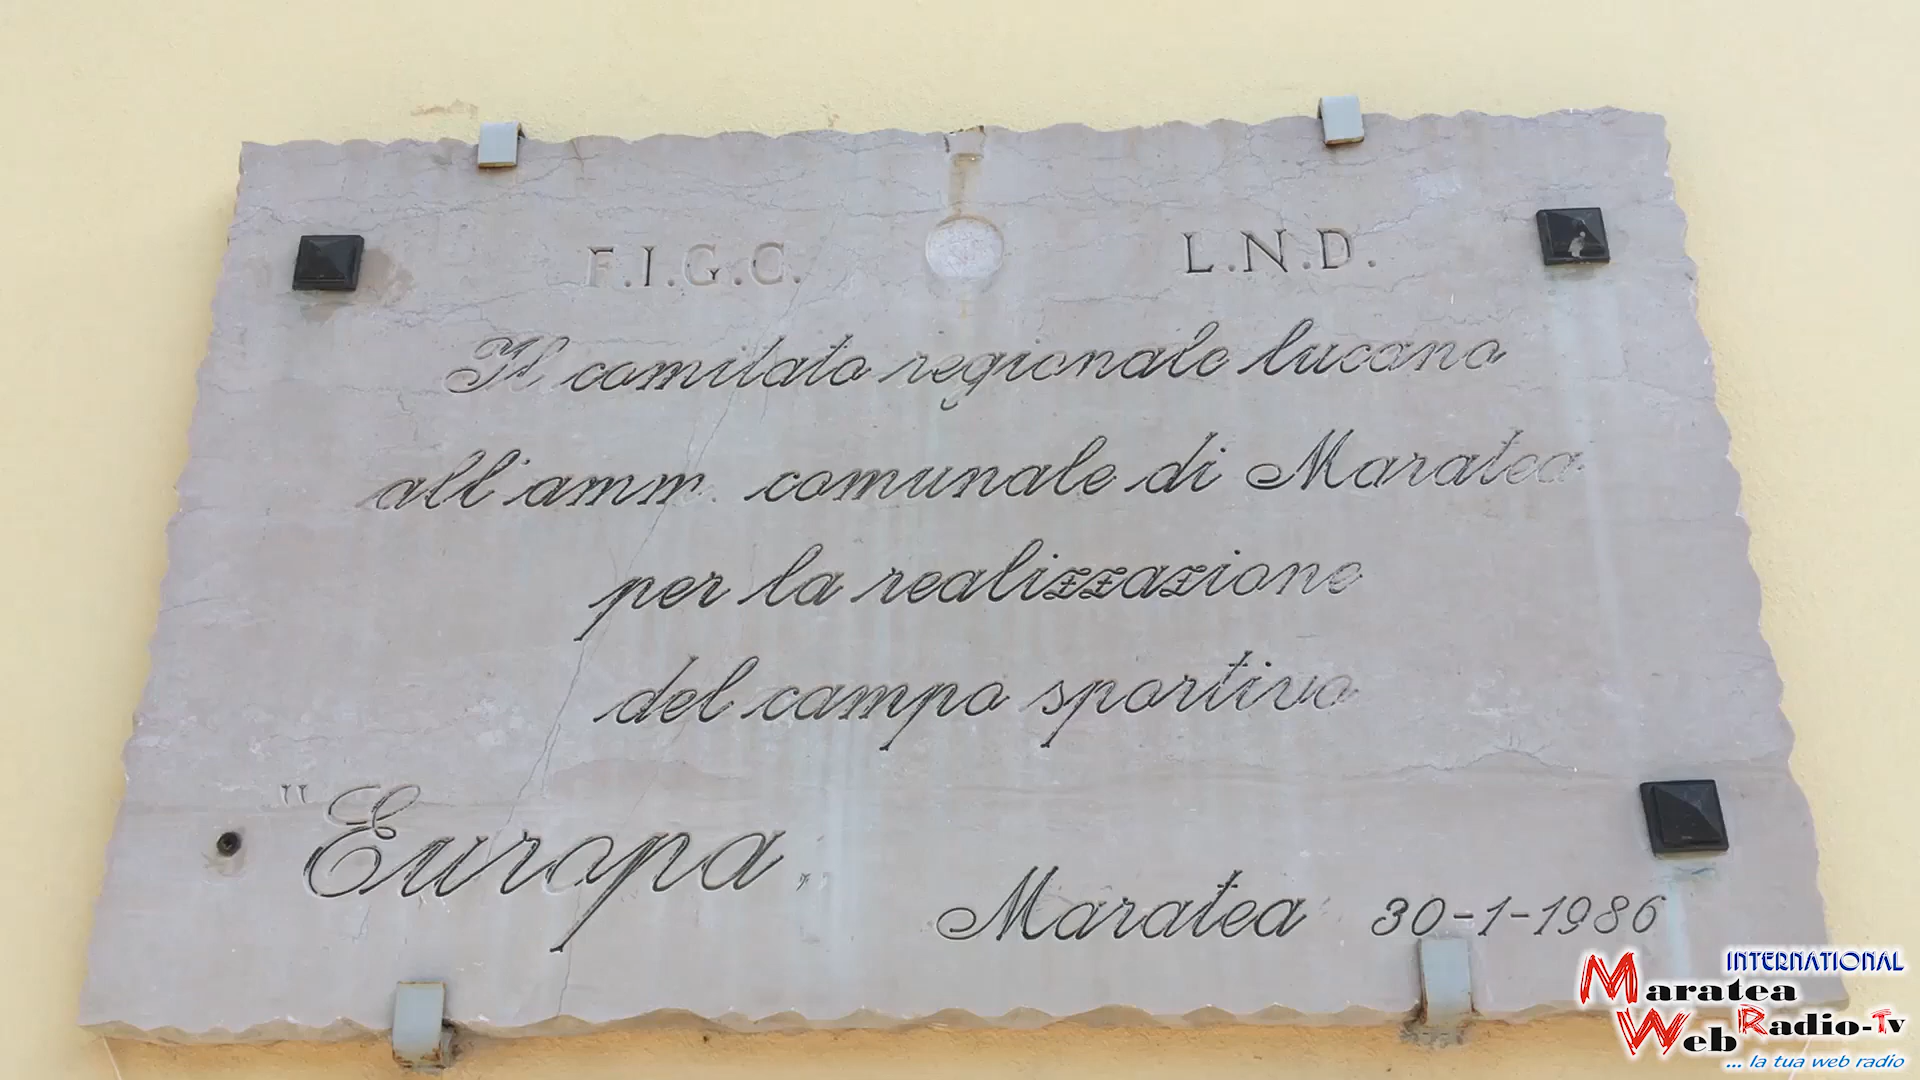 F.I.G.C. L.N.D.
Il comitato regionale lucano
all'amm. comunale di Maratea
per la realizzazione
del campo sportivo
"Europa„
Maratea 30-1-1986
INTERNATIONAL
Maratea
Web Radio-Tv
... la tua web radio